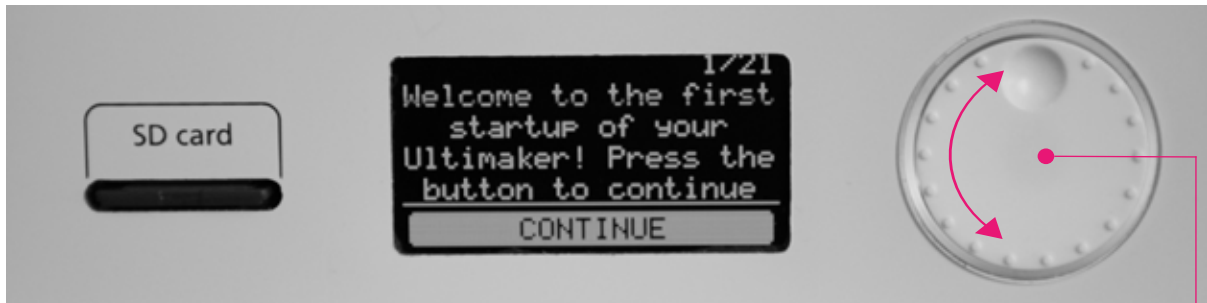 SD card
1/21
Welcome to the first
startup of your
Ultimaker! Press the
button to continue
CONTINUE